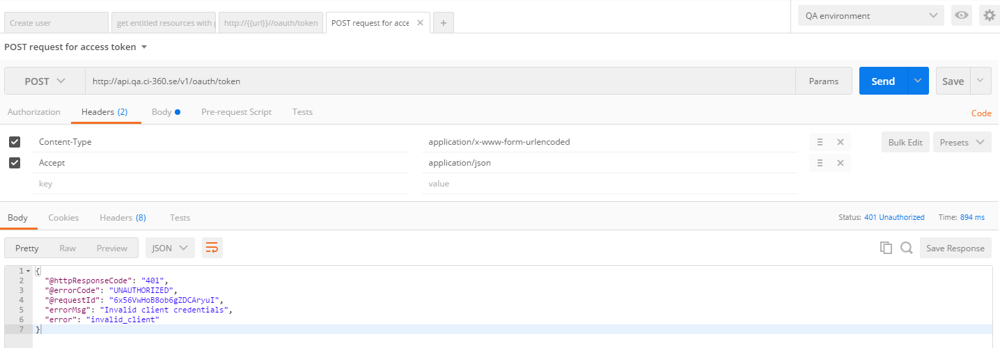 Create user
get entitled resources with p
http://{{url}}//oauth/token
POST request for acce
QA environment
POST request for access token
POST
http://api.qa.ci-360.se/v1/oauth/token
Params
Send
Save
Authorization
Headers (2)
Body
Pre-request Script
Tests
Code
Content-Type
application/x-www-form-urlencoded
Bulk Edit
Presets
Accept
application/json
key
value
Body
Cookies
Headers (8)
Tests
Status: 401 Unauthorized
Time: 894 ms
Pretty
Raw
Preview
JSON
Save Response
1 {
2 "@httpResponseCode": "401",
3 "@errorCode": "UNAUTHORIZED",
4 "@requestId": "6x56VwHoB8ob6gZDCAryuI",
5 "errorMsg": "Invalid client credentials",
6 "error": "invalid_client"
7 }